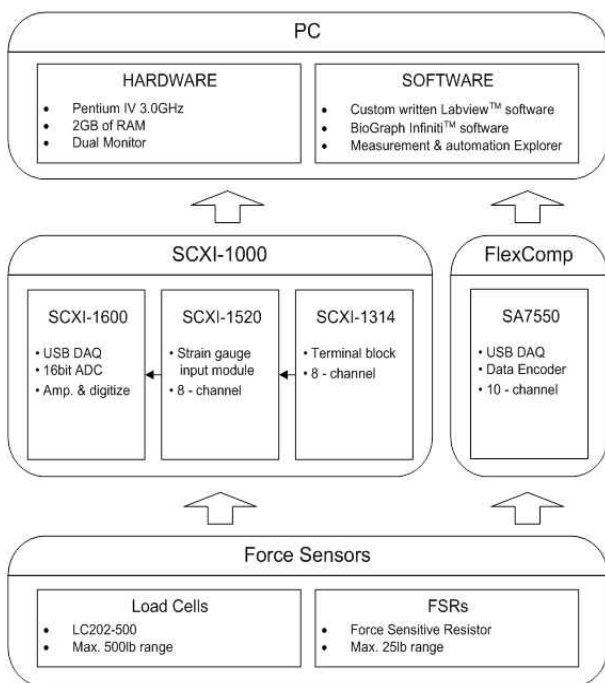 PC
HARDWARE
• Pentium IV 3.0GHz
• 2GB of RAM
• Dual Monitor
SOFTWARE
• Custom written Labview™ software
• BioGraph Infiniti™ software
• Measurement & automation Explorer
SCXI-1000
SCXI-1600
• USB DAQ
• 16bit ADC
• Amp. & digitize
SCXI-1520
• Strain gauge
input module
• 8 - channel
SCXI-1314
• Terminal block
• 8 - channel
FlexComp
SA7550
• USB DAQ
• Data Encoder
• 10 - channel
Force Sensors
Load Cells
• LC202-500
• Max. 500lb range
FSRs
• Force Sensitive Resistor
• Max. 25lb range